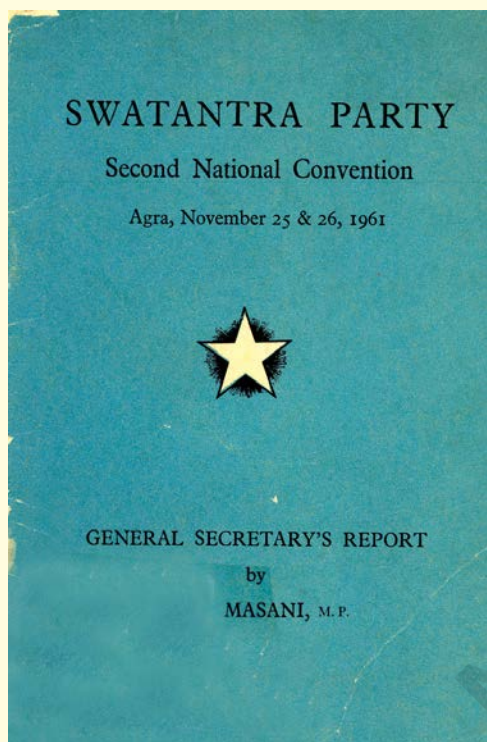 SWATANTRA PARTY
Second National Convention
Agra, November 25 & 26, 1961
GENERAL SECRETARY'S REPORT
by
MASANI, M. P.